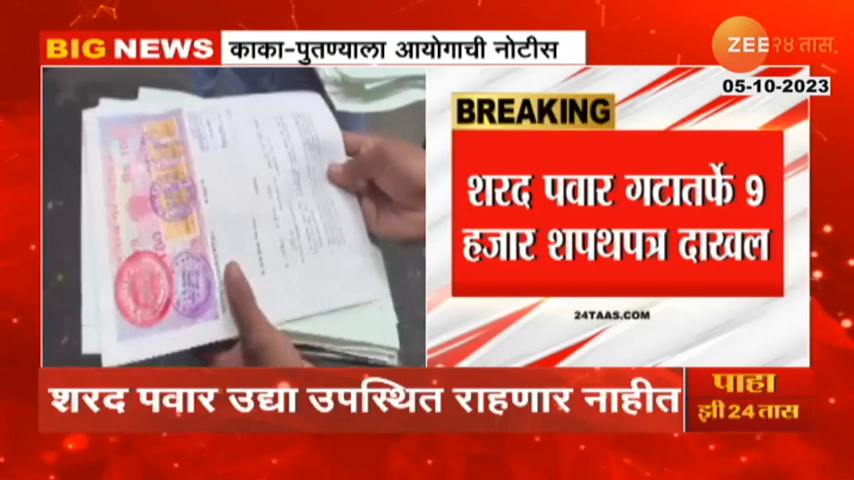 BIG NEWS
काका-पुतण्याला आयोगाची नोटीस
ZEE २४ तास
05-10-2023
BREAKING
शरद पवार गटातर्फे 9
हजार शपथपत्र दाखल
24TAAS.COM
शरद पवार उद्या उपस्थित राहणार नाहीत
पाहा
झी 24 तास